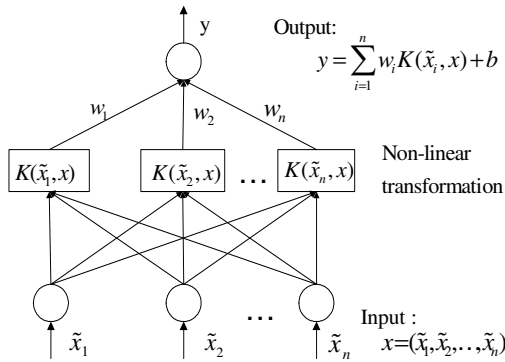 y
Output:
y = ∑_{i=1}^{n} w_i K(x̃_i, x) + b
w_1 w_2 w_n
K(x̃_1, x) K(x̃_2, x) ... K(x̃_n, x)
Non-linear
transformation
...
Input :
x̃_1 x̃_2 x̃_n
x=(x̃_1, x̃_2, .., x̃_n)